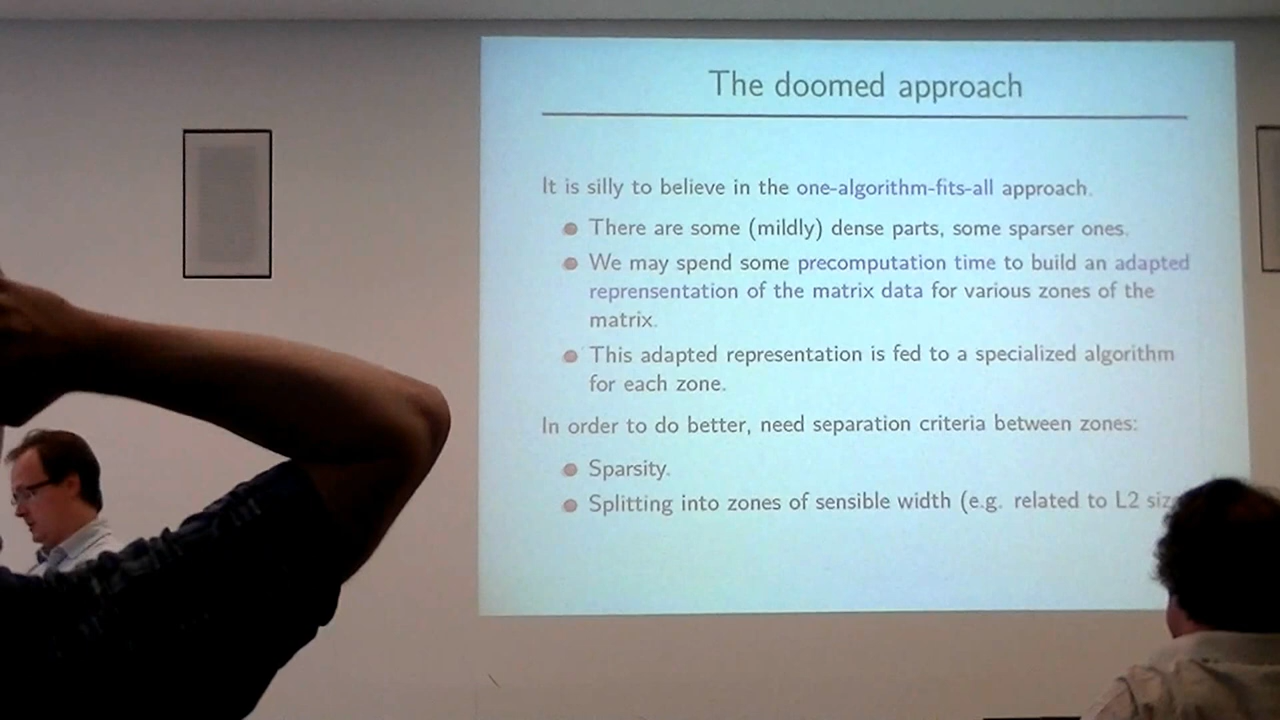 The doomed approach
It is silly to believe in the one-algorithm-fits-all approach.
There are some (mildly) dense parts, some sparser ones.
We may spend some precomputation time to build an adapted
reprensentation of the matrix data for various zones of the
matrix.
This adapted representation is fed to a specialized algorithm
for each zone.
In order to do better, need separation criteria between zones:
Sparsity.
Splitting into zones of sensible width (e.g. related to L2